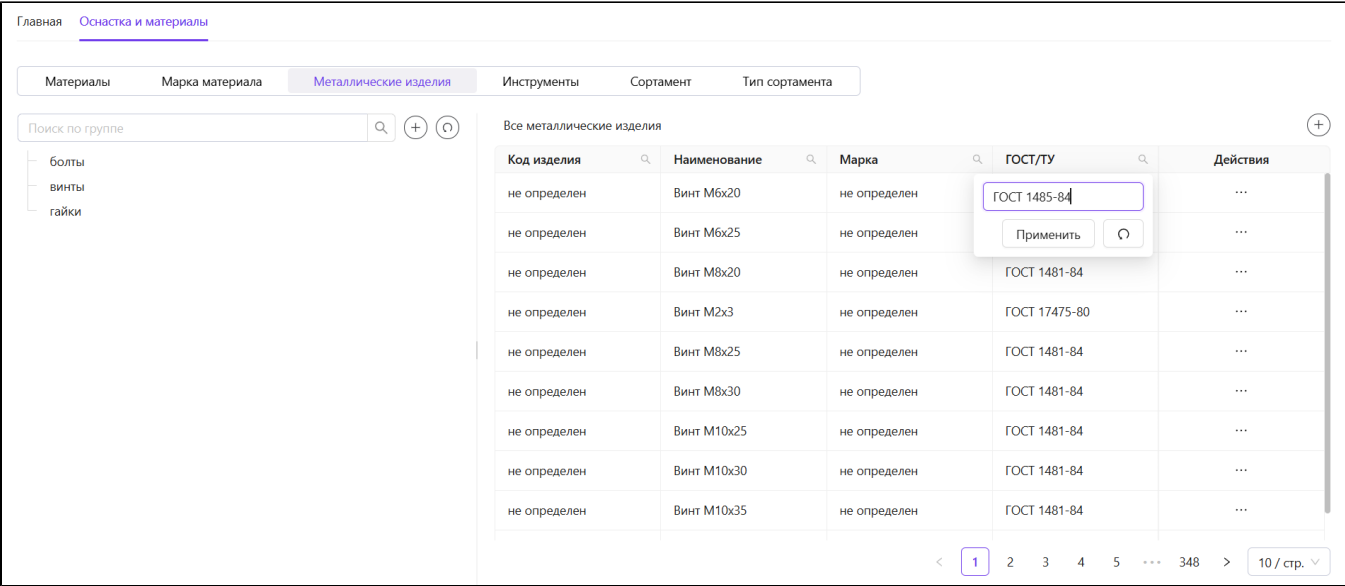 Главная Оснастка и материалы
Материалы Марка материала Металлические изделия Инструменты Сортамент Тип сортамента
Поиск по группе
болты
винты
гайки
Все металлические изделия
Код изделия Наименование Марка ГОСТ/ТУ Действия
не определен Винт М6х20 не определен ГОСТ 1485-84 ...
Применить
не определен Винт М6х25 не определен ...
не определен Винт М8х20 не определен ГОСТ 1481-84 ...
не определен Винт М2х3 не определен ГОСТ 17475-80 ...
не определен Винт М8х25 не определен ГОСТ 1481-84 ...
не определен Винт М8х30 не определен ГОСТ 1481-84 ...
не определен Винт М10х25 не определен ГОСТ 1481-84 ...
не определен Винт М10х30 не определен ГОСТ 1481-84 ...
не определен Винт М10х35 не определен ГОСТ 1481-84 ...
< 1 2 3 4 5 ••• 348 > 10 / стр.